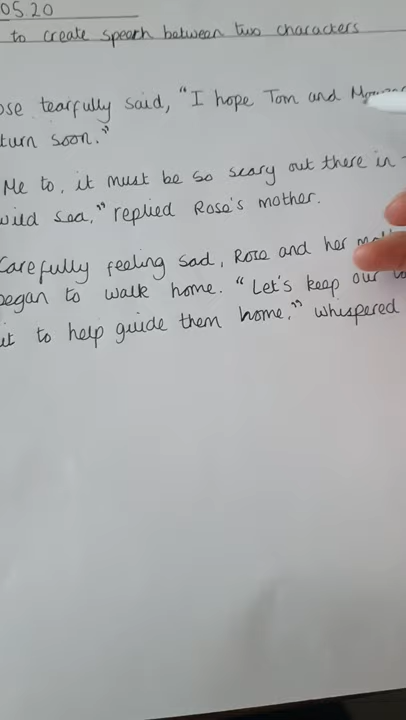 0520
to create speech between two characters
ose tearfully said, "I hope Tom and
turn soon."
Me to, it must be so scary out there in
wild sea," replied Rose's mother.
Carefully feeling sad, Rose and her
began to walk home. "Let's keep our
it to help guide them home," whispered